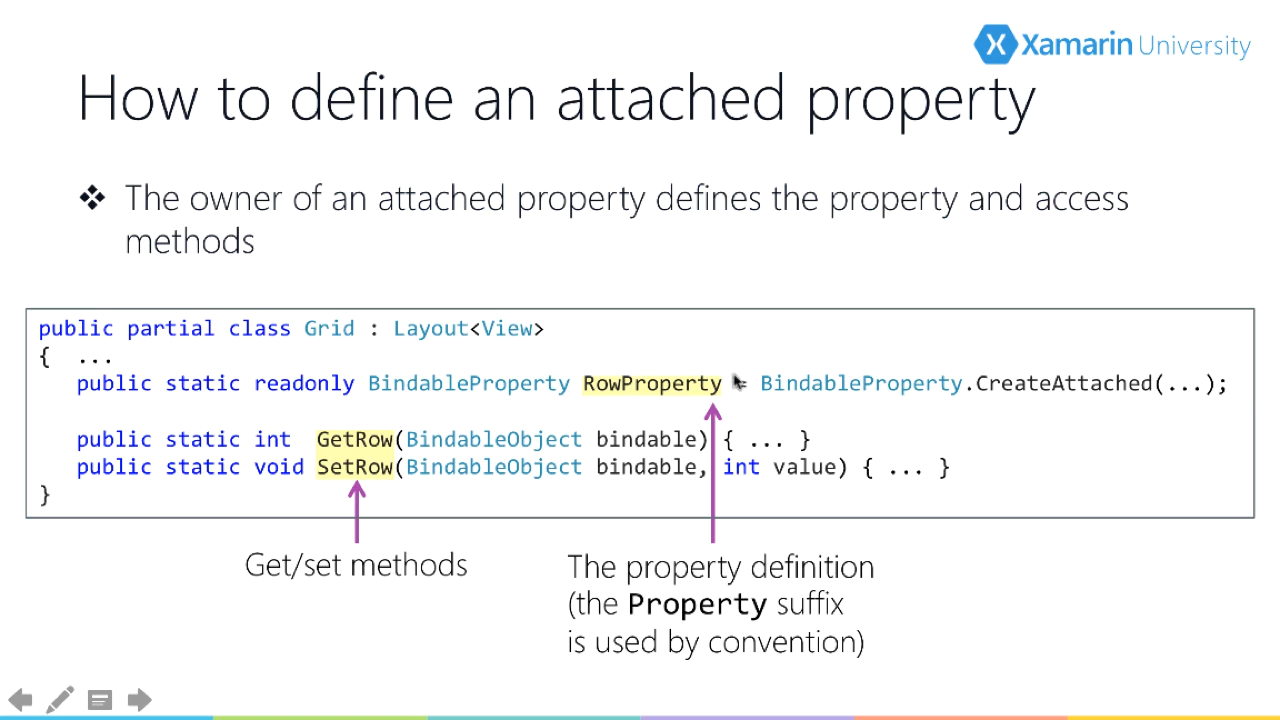 Xamarin University
How to define an attached property
The owner of an attached property defines the property and access
methods
public partial class Grid : Layout<View>
{ ...
public static readonly BindableProperty RowProperty = BindableProperty.CreateAttached(...);
public static int GetRow(BindableObject bindable) { ... }
public static void SetRow(BindableObject bindable, int value) { ... }
}
Get/set methods
The property definition
(the Property suffix
is used by convention)